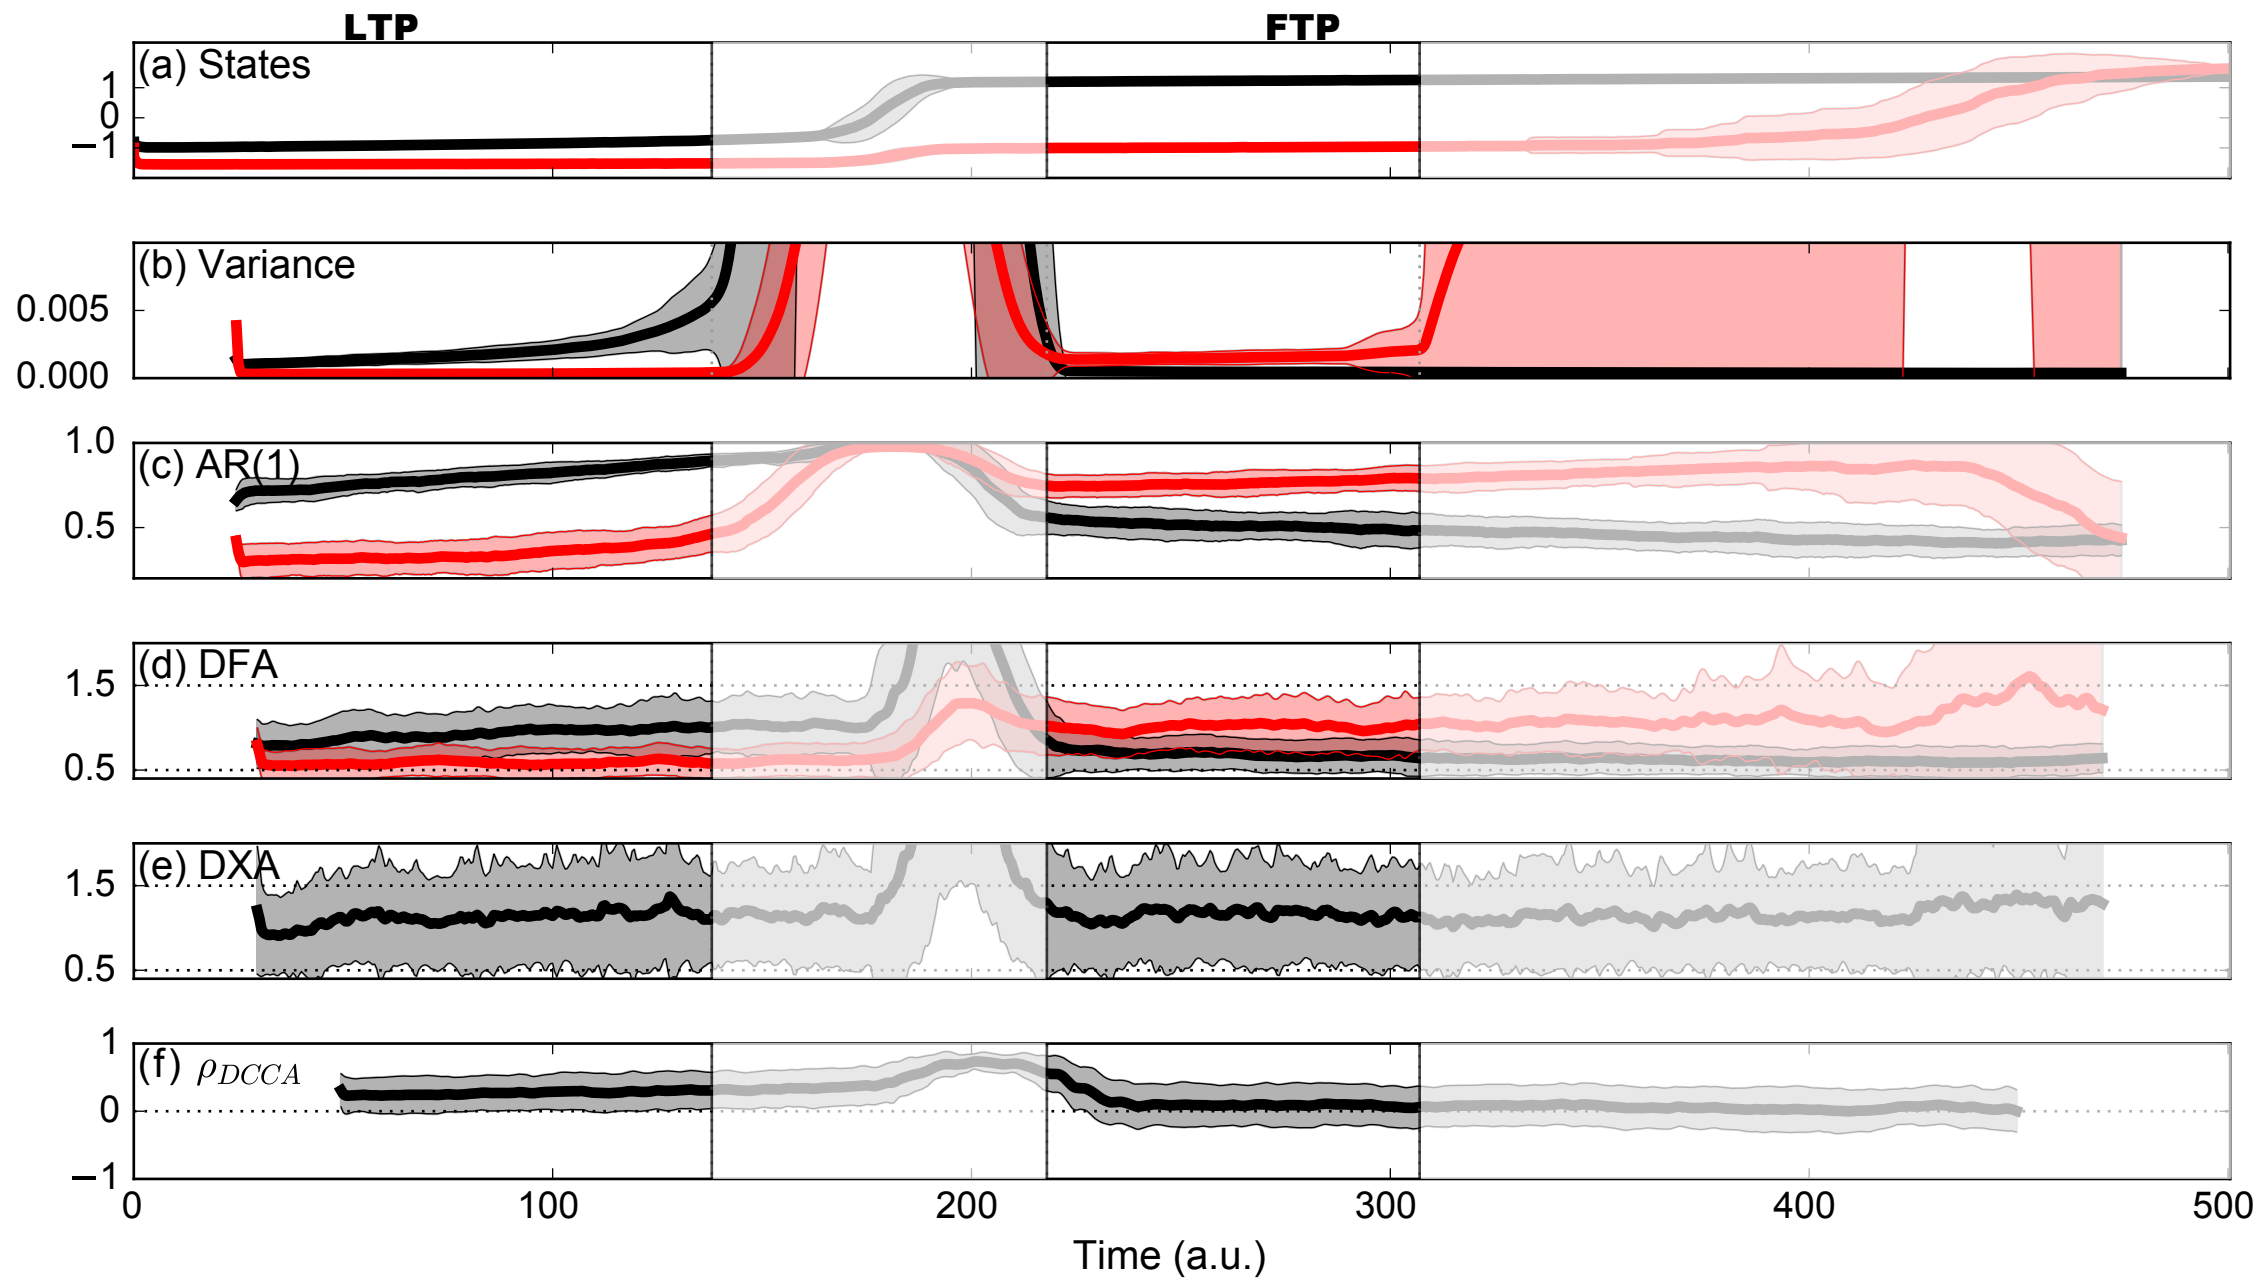 LTP FTP
(a) States
1
0
−1
(b) Variance
0.005
0.000
(c) AR(1)
1.0
0.5
(d) DFA
1.5
0.5
(e) DXA
1.5
0.5
(f) ρDCCA
1
0
−1
0 100 200 300 400 500
Time (a.u.)